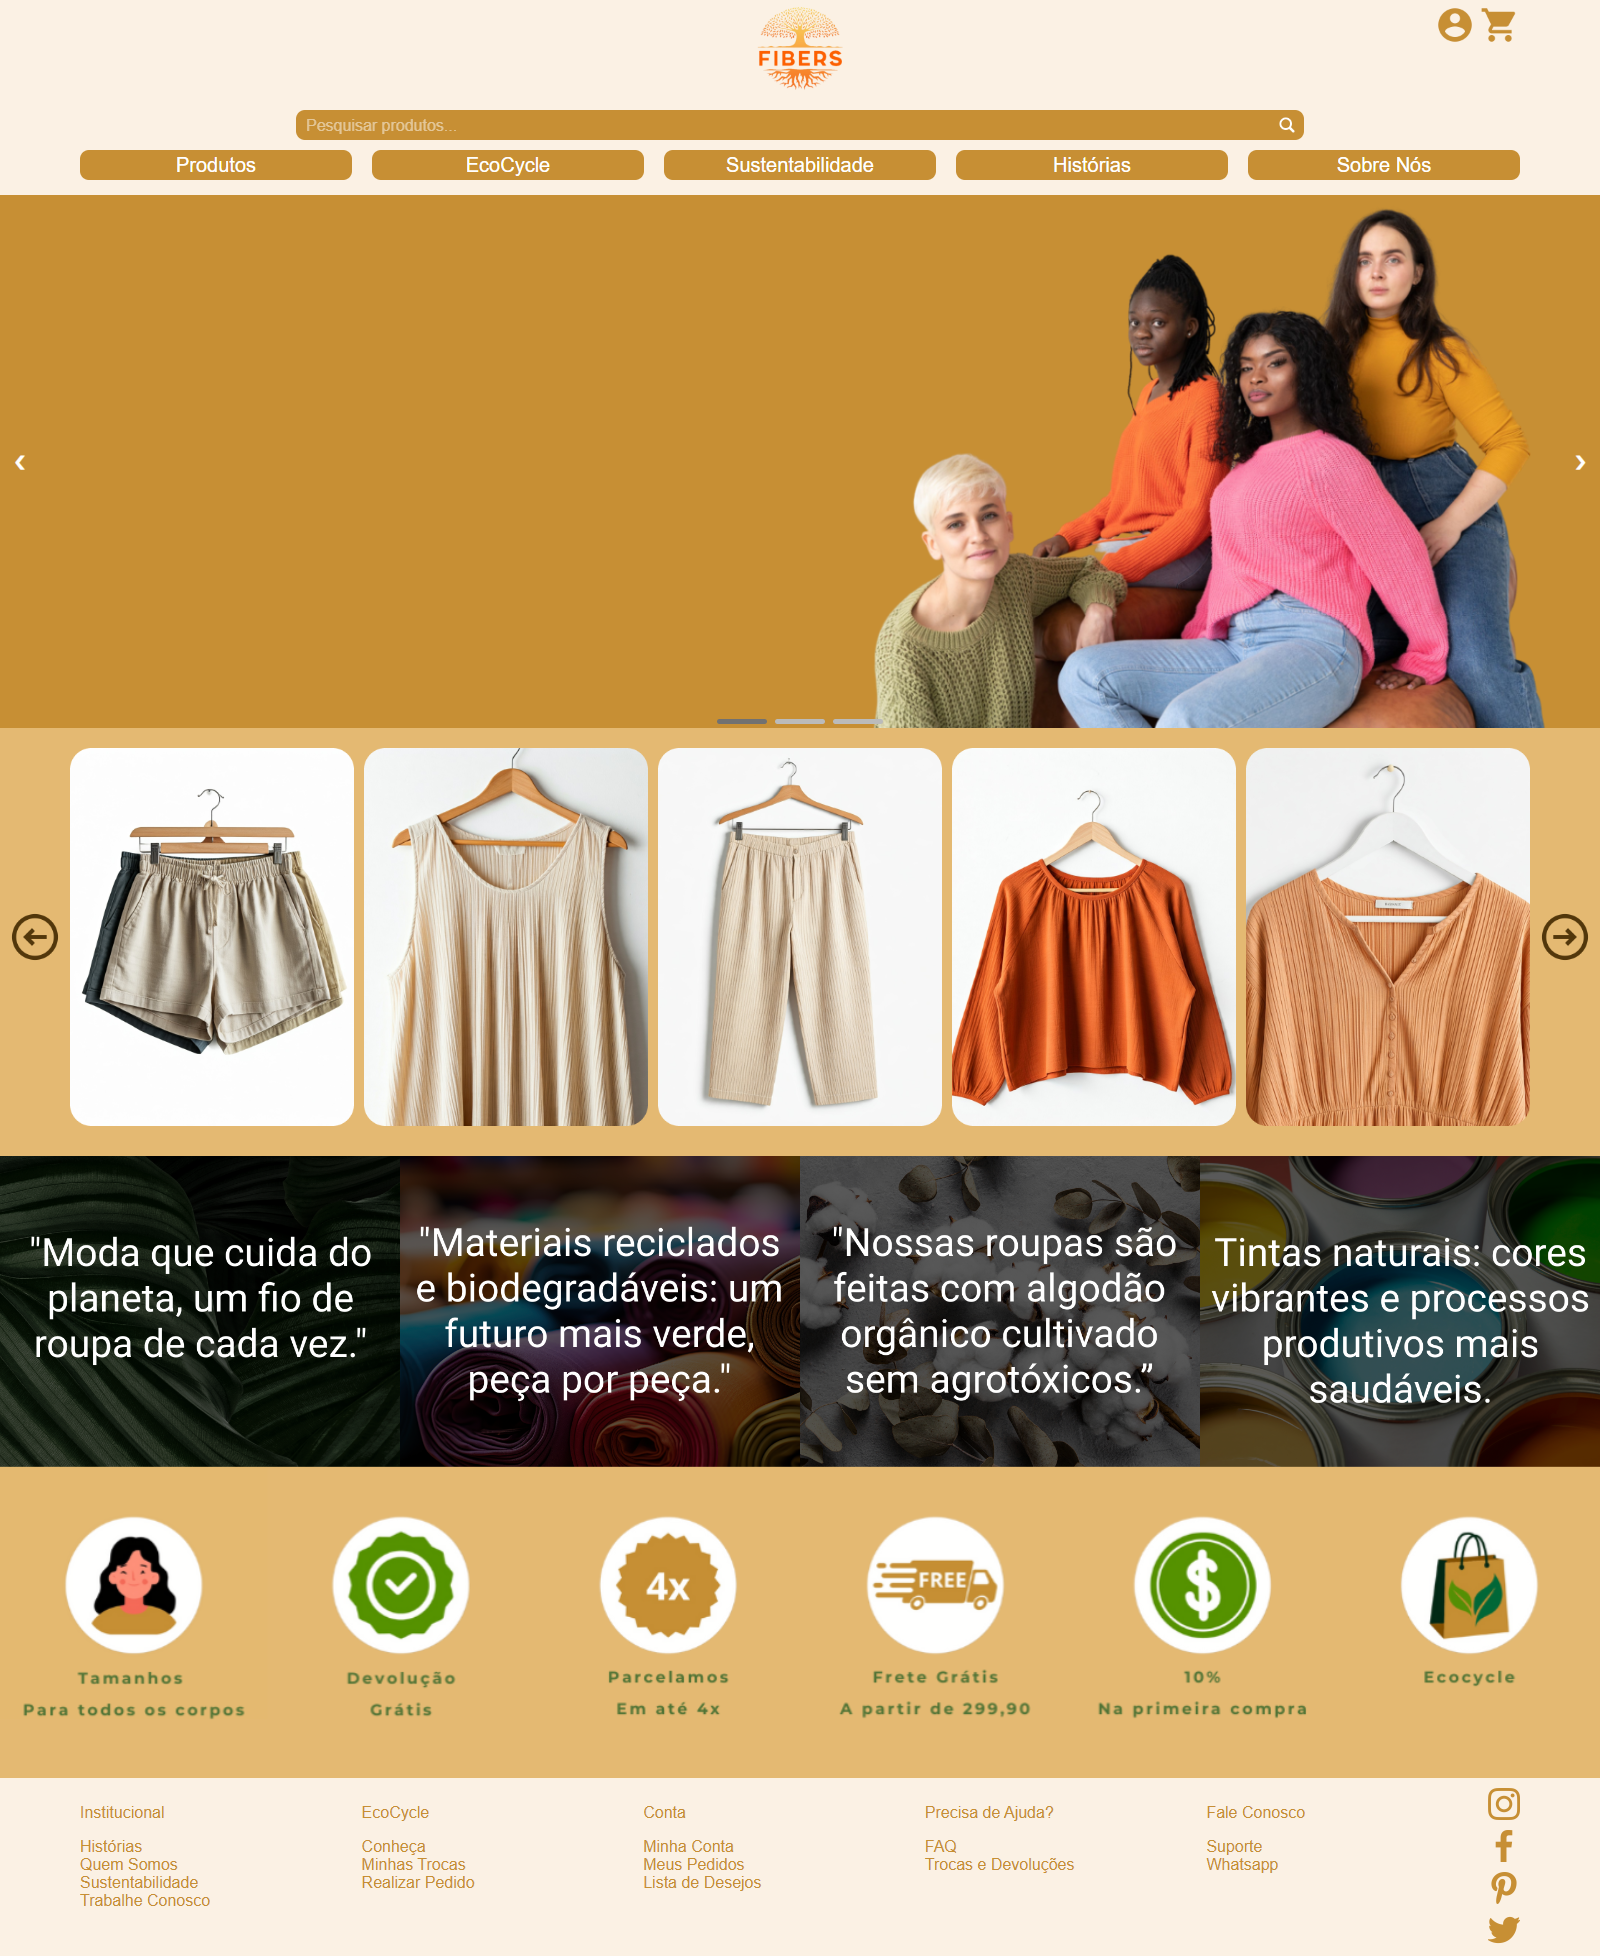 FIBERS
Pesquisar produtos...
Produtos
EcoCycle
Sustentabilidade
Histórias
Sobre Nós
"Moda que cuida do
planeta, um fio de
roupa de cada vez."
"Materiais reciclados
e biodegradáveis: um
futuro mais verde,
peça por peça."
"Nossas roupas são
feitas com algodão
orgânico cultivado
sem agrotóxicos.”
Tintas naturais: cores
vibrantes e processos
produtivos mais
saudáveis.
4x
FREE
Tamanhos
Para todos os corpos
Devolução
Grátis
Parcelamos
Em até 4x
Frete Grátis
A partir de 299,90
10%
Na primeira compra
Ecocycle
Institucional
Histórias
Quem Somos
Sustentabilidade
Trabalhe Conosco
EcoCycle
Conheça
Minhas Trocas
Realizar Pedido
Conta
Minha Conta
Meus Pedidos
Lista de Desejos
Precisa de Ajuda?
FAQ
Trocas e Devoluções
Fale Conosco
Suporte
Whatsapp